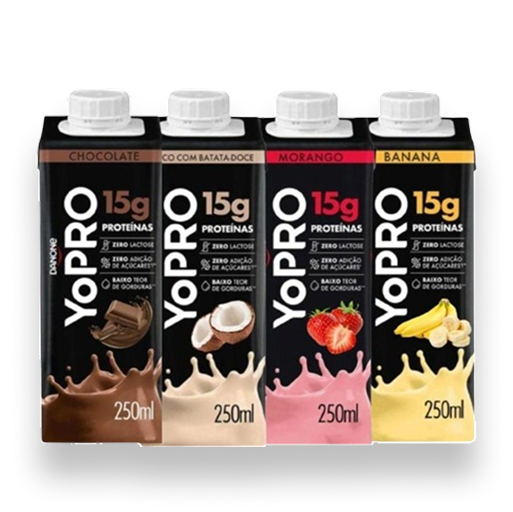 CHOCOLATE
15g
PROTEÍNAS
ZERO LACTOSE
ZERO ADIÇÃO
DE AÇÚCARES
BAIXO TEOR
DE GORDURAS
YoPRO
DANONE
250ml
CO COM BATATA-DOCE
15g
PROTEÍNAS
ZERO LACTOSE
ZERO ADIÇÃO
DE AÇÚCARES
BAIXO TEOR
DE GORDURAS
YoPRO
250ml
MORANGO
15g
PROTEÍNAS
ZERO LACTOSE
ZERO ADIÇÃO
DE AÇÚCARES
BAIXO TEOR
DE GORDURAS
YoPRO
250ml
BANANA
15g
PROTEÍNAS
ZERO LACTOSE
ZERO ADIÇÃO
DE AÇÚCARES
BAIXO TEOR
DE GORDURAS
YoPRO
250ml